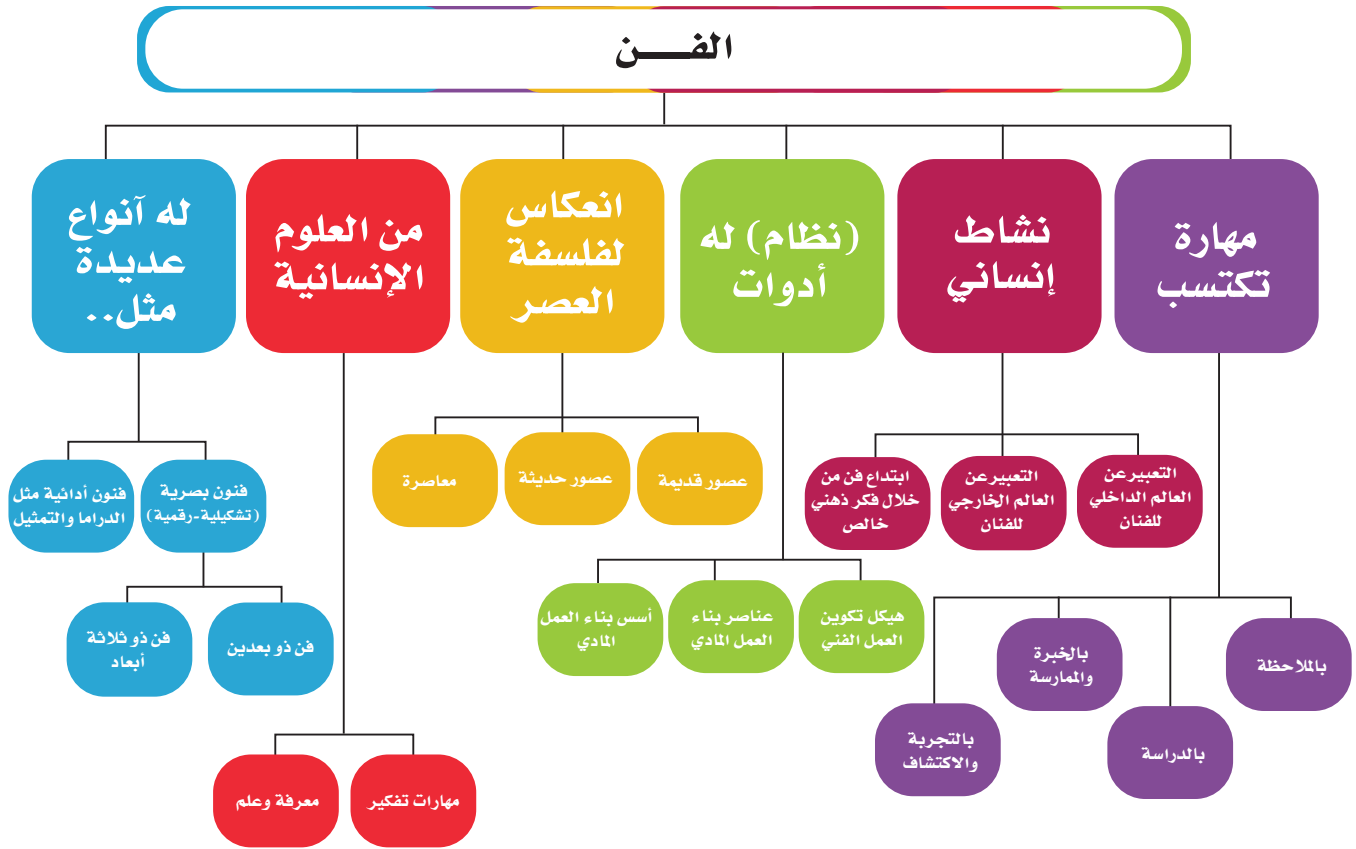 الفـــن
مهارة
تكتسب
نشاط
إنساني
(نظام) له
أدوات
انعكاس
لفلسفة
العصر
من العلوم
الإنسانية
له آنواع
عديدة
مثل..
بالملاحظة
بالدراسة
بالخبرة
والممارسة
بالتجربة
والاكتشاف
التعبيرعن
العالم الداخلي
للفنان
التعبيرعن
العالم الخارجي
للفنان
ابتداع فن من
خلال فكر ذهني
خالص
هيكل تكوين
العمل الفني
عناصر بناء
العمل المادي
أسس بناء العمل
المادي
عصور قديمة
عصور حديثة
معاصرة
مهارات تفكير
معرفة وعلم
فنون بصرية
(تشكيلية-رقمية)
فنون أدائية مثل
الدراما والتمثيل
فن ذو بعدين
فن ذو ثلاثة
أبعاد